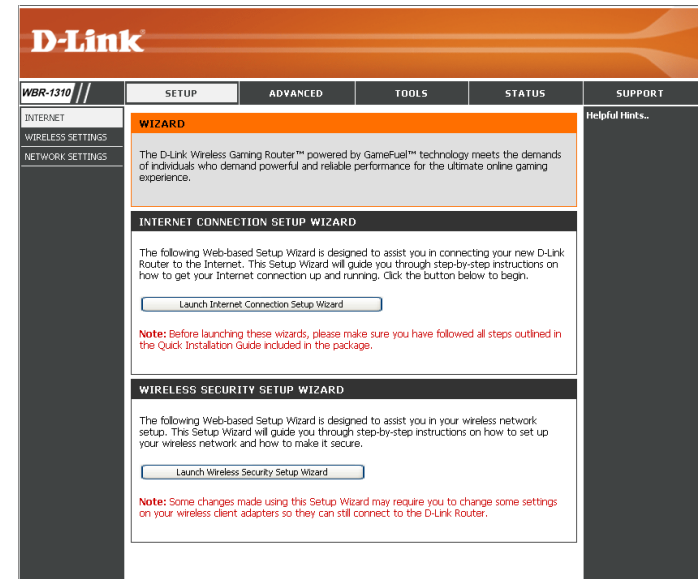 D-Link
WBR-1310 //
SETUP
ADVANCED
TOOLS
STATUS
SUPPORT
INTERNET
WIRELESS SETTINGS
NETWORK SETTINGS
WIZARD
The D-Link Wireless Gaming Router™ powered by GameFuel™ technology meets the demands
of individuals who demand powerful and reliable performance for the ultimate online gaming
experience.
INTERNET CONNECTION SETUP WIZARD
The following Web-based Setup Wizard is designed to assist you in connecting your new D-Link
Router to the Internet. This Setup Wizard will guide you through step-by-step instructions on
how to get your Internet connection up and running. Click the button below to begin.
Launch Internet Connection Setup Wizard
Note: Before launching these wizards, please make sure you have followed all steps outlined in
the Quick Installation Guide included in the package.
WIRELESS SECURITY SETUP WIZARD
The following Web-based Setup Wizard is designed to assist you in your wireless network
setup. This Setup Wizard will guide you through step-by-step instructions on how to set up
your wireless network and how to make it secure.
Launch Wireless Security Setup Wizard
Note: Some changes made using this Setup Wizard may require you to change some settings
on your wireless client adapters so they can still connect to the D-Link Router.
Helpful Hints..